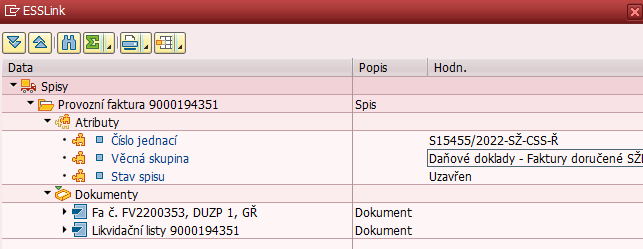 ESSLink
Data Popis Hodn.
Spisy
Provozní faktura 9000194351 Spis
Atributy
Číslo jednací S15455/2022-SŽ-CSS-Ř
Věcná skupina Daňové doklady - Faktury doručené SŽ
Stav spisu Uzavřen
Dokumenty
Fa č. FV2200353, DUZP 1, GŘ Dokument
Likvidační listy 9000194351 Dokument